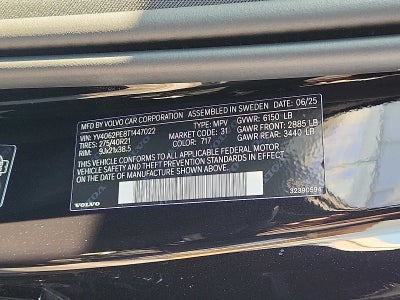 MFD BY VOLVO CAR CORPORATION ASSEMBLED IN SWEDEN 06/25
VIN: YV4062PE8T1447022 TYPE: MPV GVWR: 6150 LB
TIRES: 275/40R21 MARKET CODE: 31 GAWR FRONT: 2885 LB
RIM: 9Jx21x38.5 COLOR: 717 GAWR REAR: 3440 LB
THIS VEHICLE CONFORMS TO ALL APPLICABLE FEDERAL MOTOR
VEHICLE SAFETY AND THEFT PREVENTION STANDARDS IN EFFECT
ON THE DATE OF MANUFACTURE SHOWN ABOVE.
VOLVO
32390594